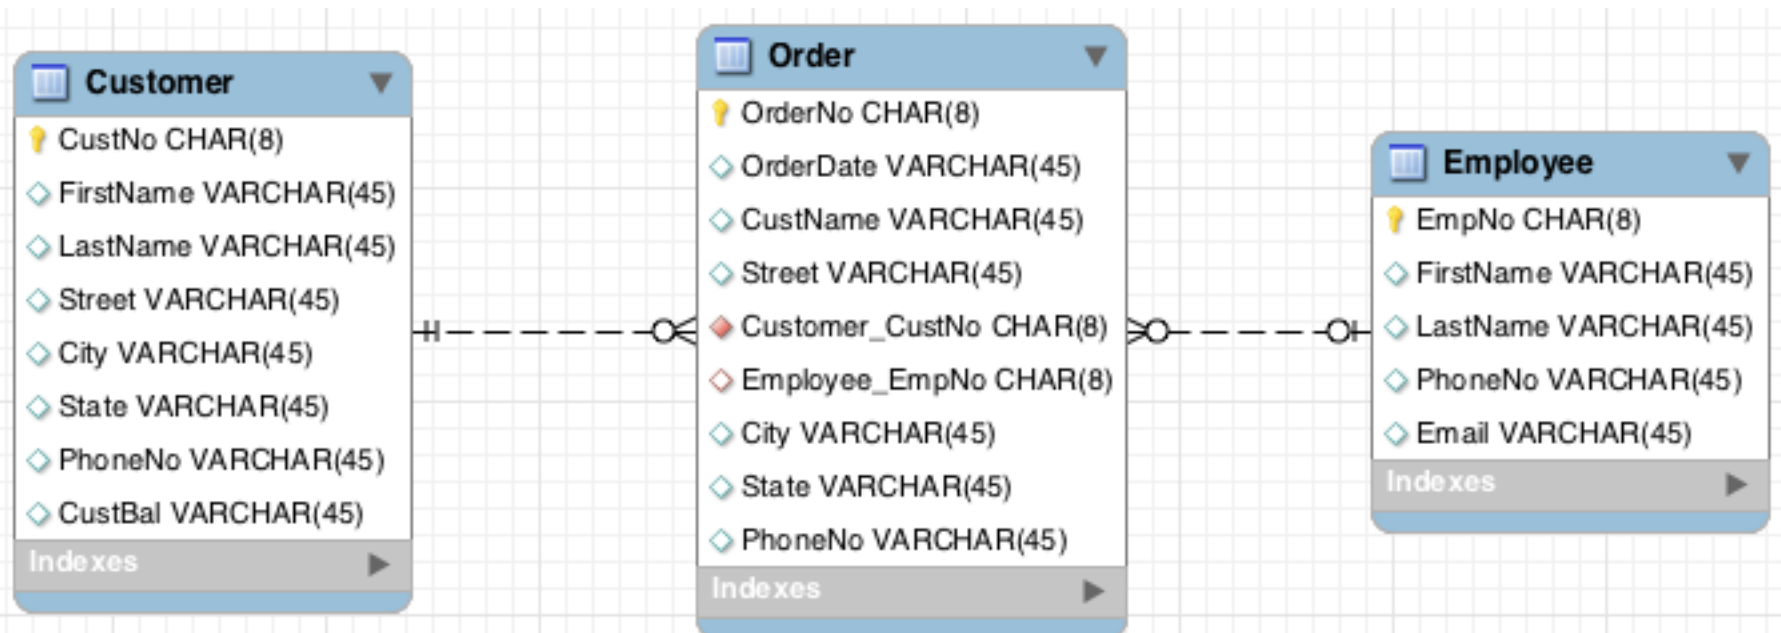 Customer
CustNo CHAR(8)
FirstName VARCHAR(45)
LastName VARCHAR(45)
Street VARCHAR(45)
City VARCHAR(45)
State VARCHAR(45)
PhoneNo VARCHAR(45)
CustBal VARCHAR(45)
Indexes
Order
OrderNo CHAR(8)
OrderDate VARCHAR(45)
CustName VARCHAR(45)
Street VARCHAR(45)
Customer_CustNo CHAR(8)
Employee_EmpNo CHAR(8)
City VARCHAR(45)
State VARCHAR(45)
PhoneNo VARCHAR(45)
Indexes
Employee
EmpNo CHAR(8)
FirstName VARCHAR(45)
LastName VARCHAR(45)
PhoneNo VARCHAR(45)
Email VARCHAR(45)
Indexes